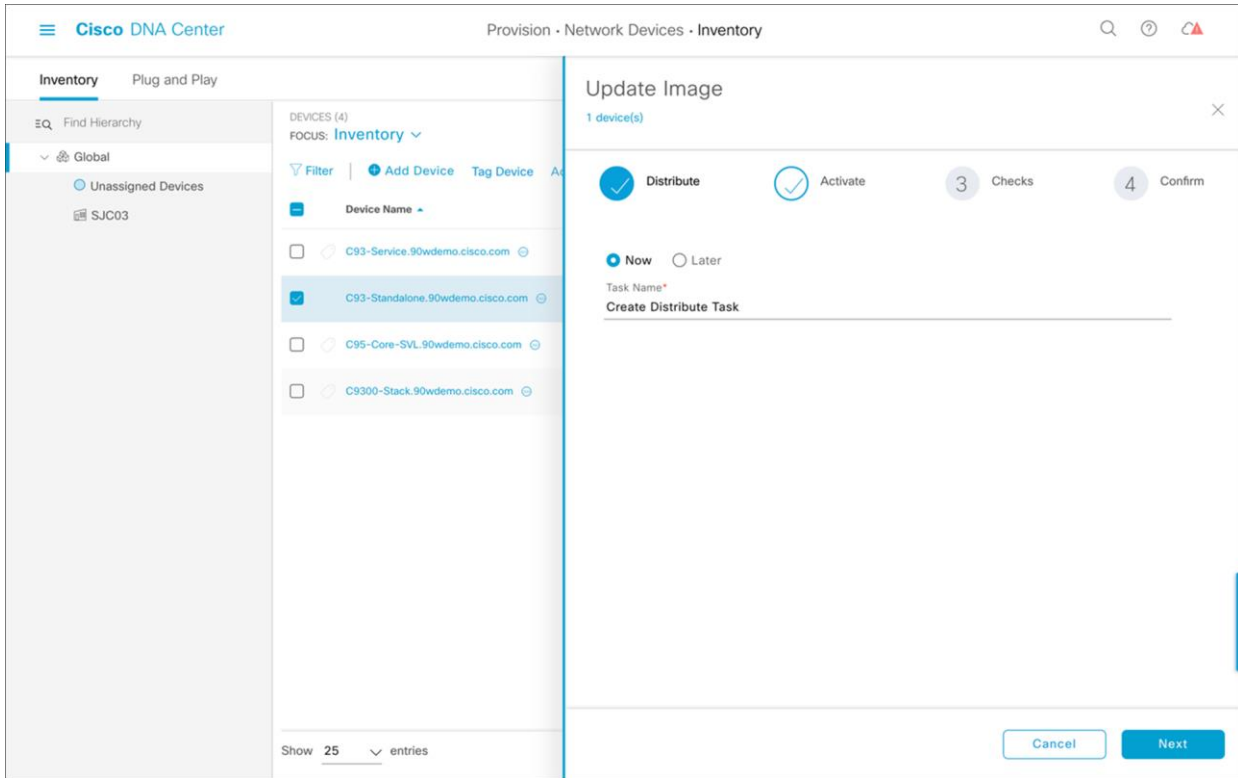 Cisco DNA Center
Provision · Network Devices · Inventory
Inventory Plug and Play
Find Hierarchy
Global
Unassigned Devices
SJC03
DEVICES (4)
FOCUS: Inventory
Filter Add Device Tag Device
Device Name
C93-Service.90wdemo.cisco.com
C93-Standalone.90wdemo.cisco.com
C95-Core-SVL.90wdemo.cisco.com
C9300-Stack.90wdemo.cisco.com
Show 25 entries
Update Image
1 device(s)
Distribute Activate 3 Checks 4 Confirm
Now Later
Task Name*
Create Distribute Task
Cancel Next